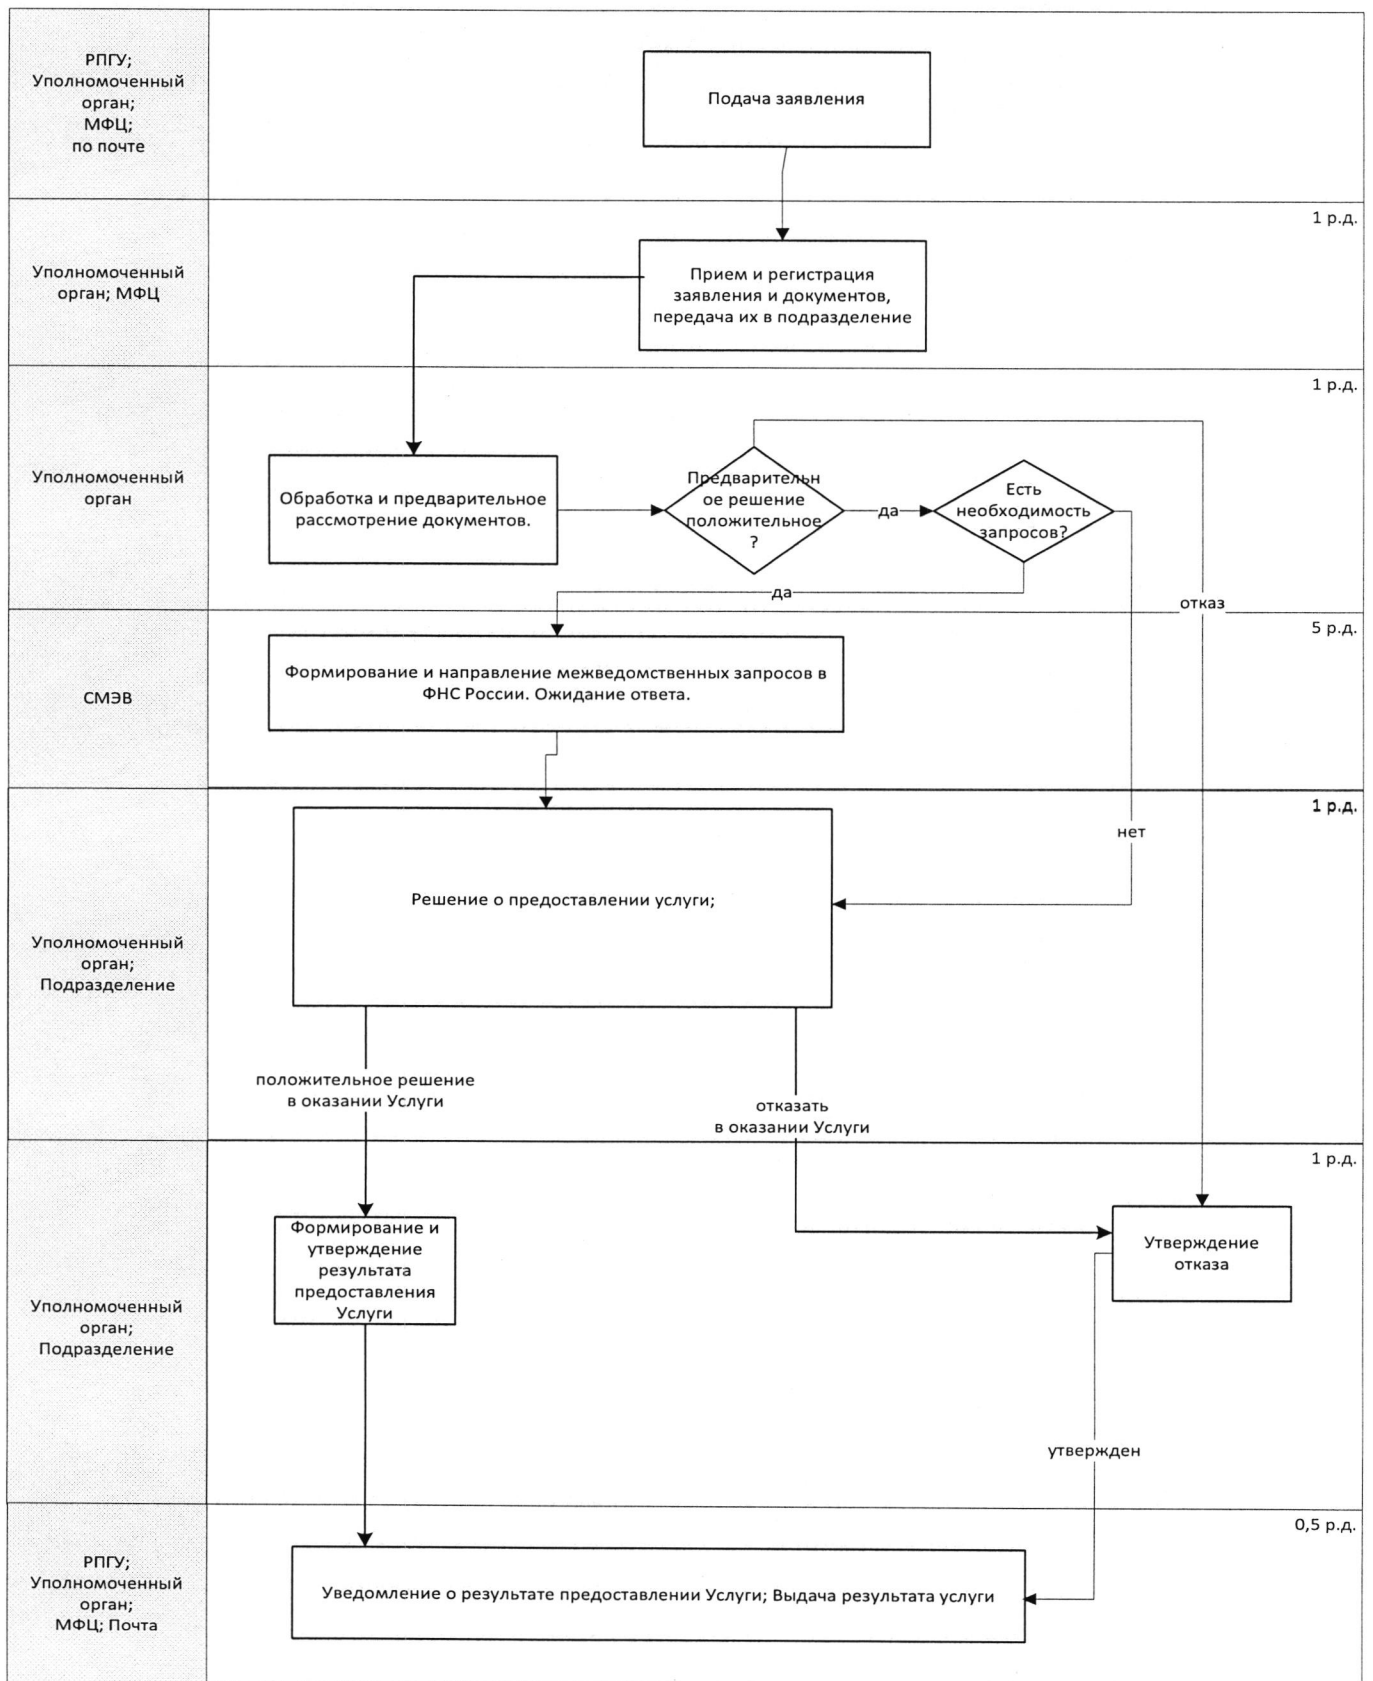 РПГУ;
Уполномоченный
орган;
МФЦ;
по почте
Подача заявления
1 р.д.
Уполномоченный
орган; МФЦ
Прием и регистрация
заявления и документов,
передача их в подразделение
1 р.д.
Уполномоченный
орган
Обработка и предварительное
рассмотрение документов.
Предварительн
ое решение
положительное
?
да
Есть
необходимость
запросов?
да
отказ
5 р.д.
СМЭВ
Формирование и направление межведомственных запросов в
ФНС России. Ожидание ответа.
1 р.д.
нет
Уполномоченный
орган;
Подразделение
Решение о предоставлении услуги;
положительное решение
в оказании Услуги
отказать
в оказании Услуги
1 р.д.
Уполномоченный
орган;
Подразделение
Формирование и
утверждение
результата
предоставления
Услуги
Утверждение
отказа
утвержден
0,5 р.д.
РПГУ;
Уполномоченный
орган;
МФЦ; Почта
Уведомление о результате предоставлении Услуги; Выдача результата услуги